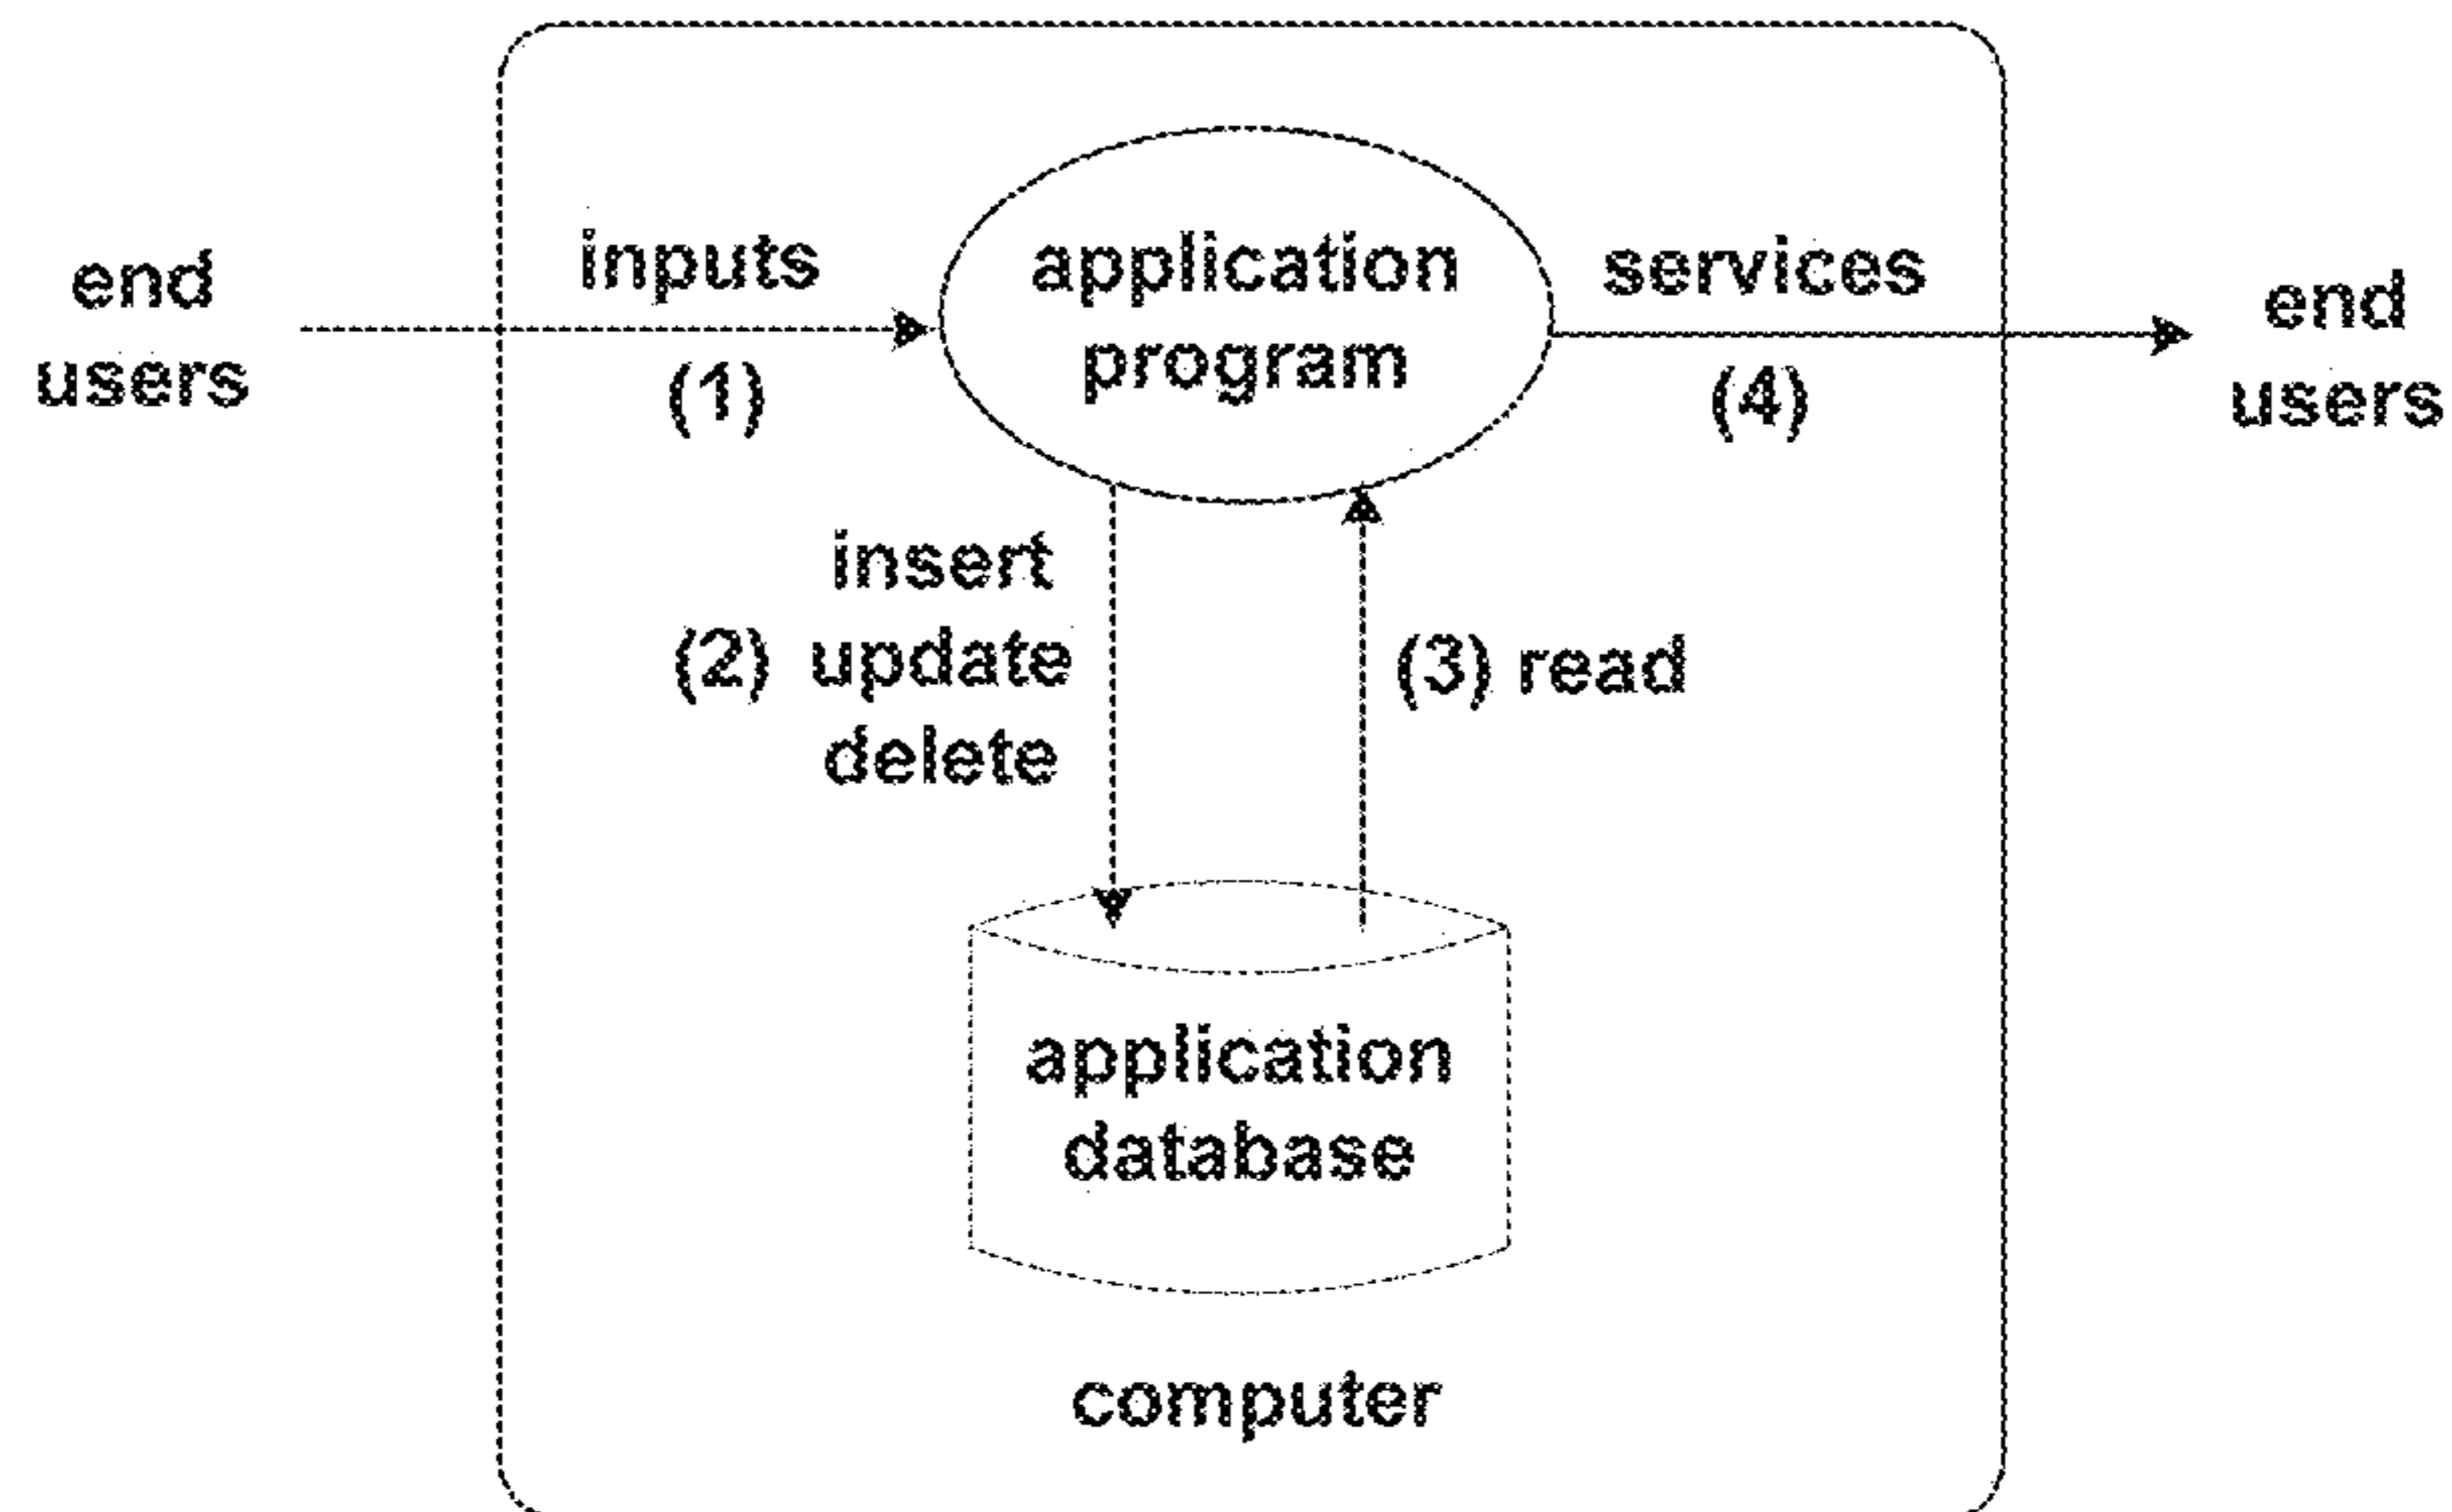 end
users
inputs
(1)
application
program
services
(4)
end
users
insert
(2) update
delete
(3) read
application
database
computer